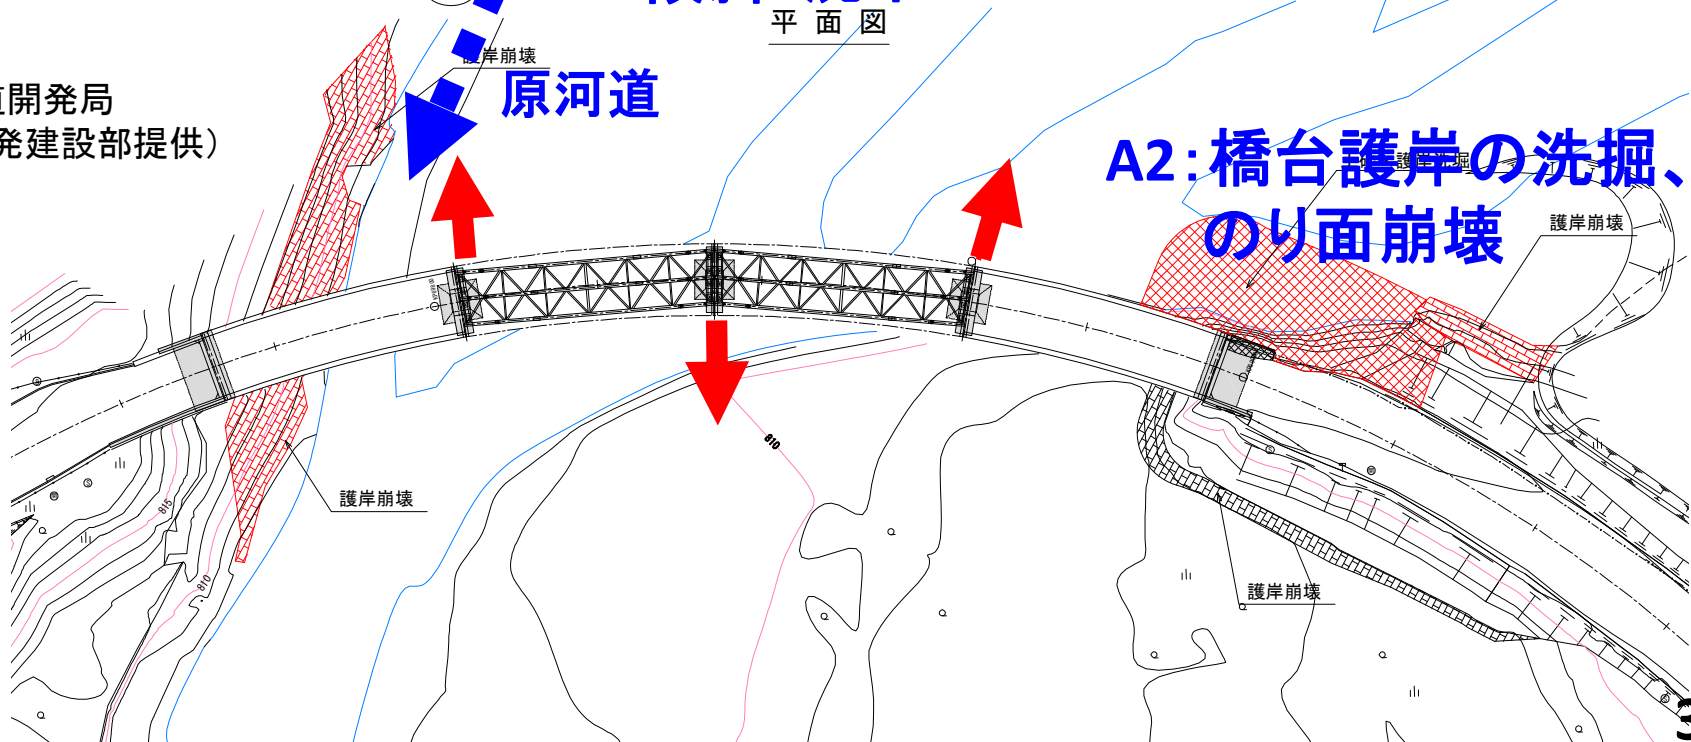 平 面 図
護岸崩壊
原河道
道開発局
発建設部提供）
A2：橋台護岸の洗掘、
のり面崩壊
護岸崩壊
護岸崩壊
護岸崩壊
810
815
810